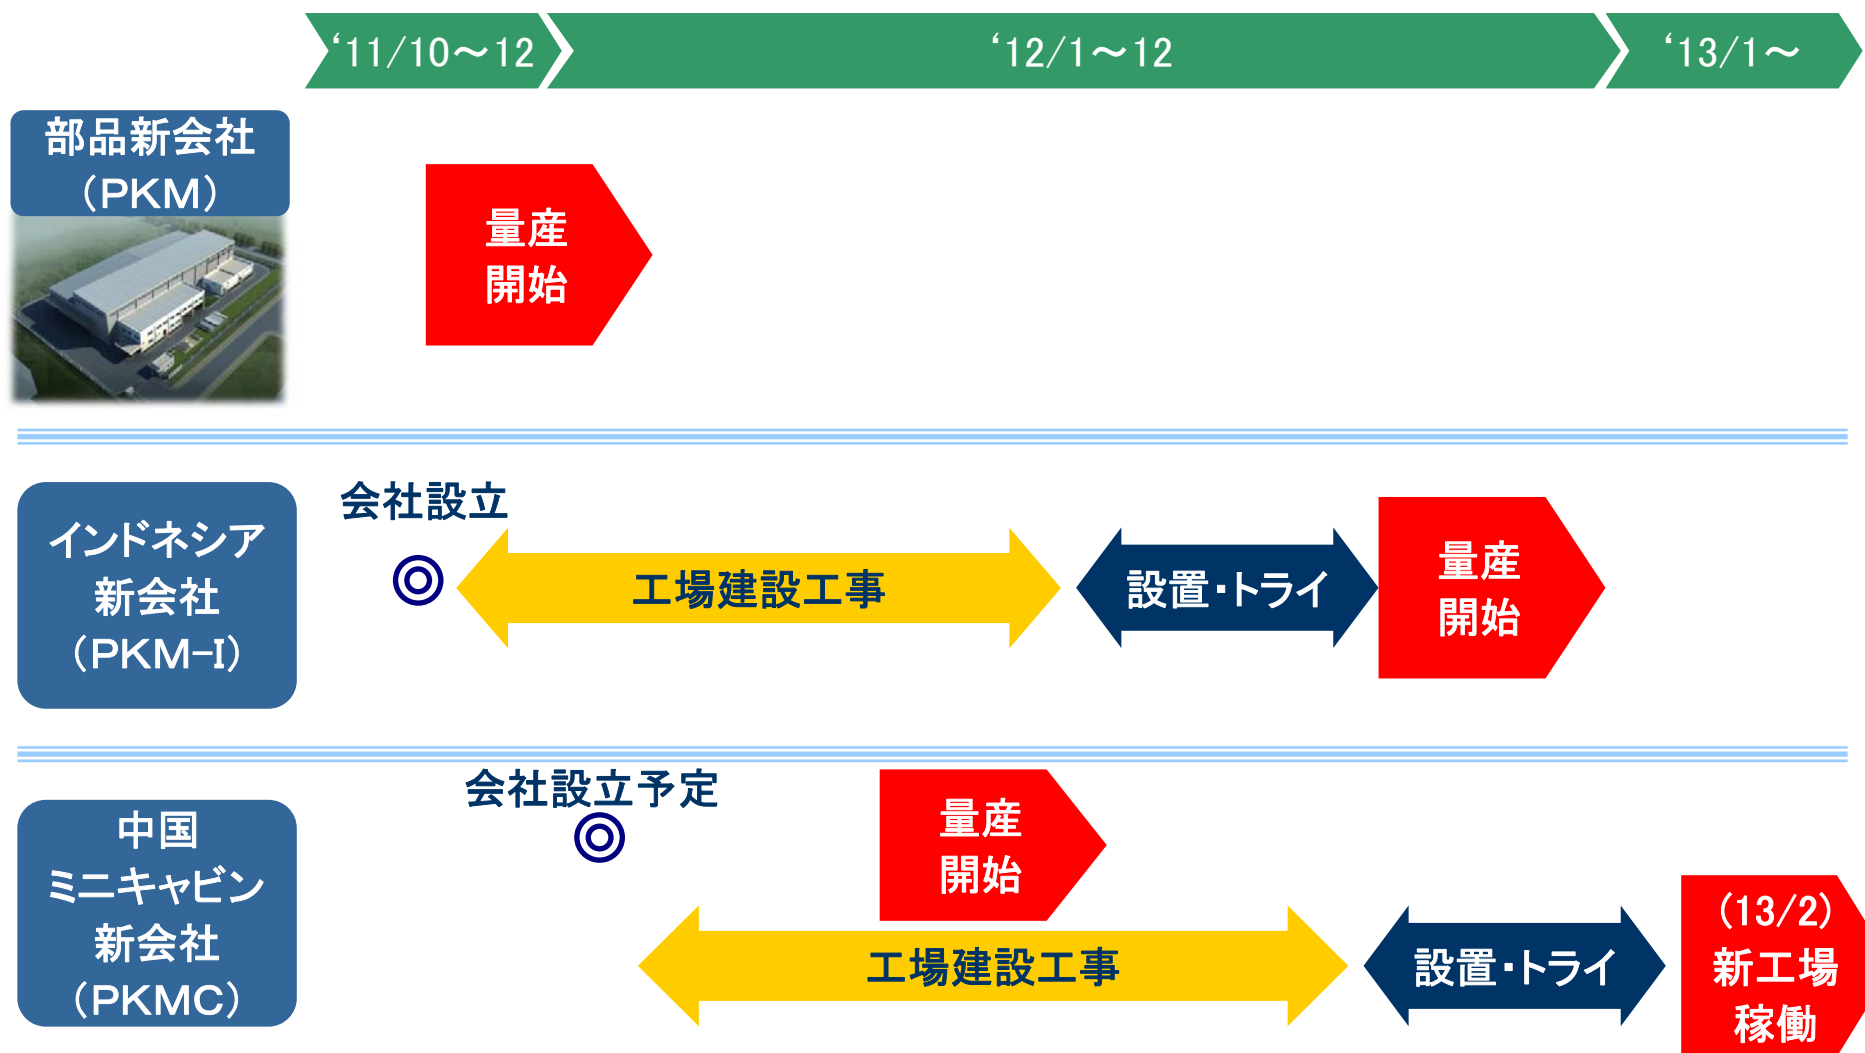 ‘11/10～12
‘12/1～12
‘13/1～
部品新会社
（PKM）
量産
開始
インドネシア
新会社
（PKM-I）
会社設立
工場建設工事
設置・トライ
量産
開始
中国
ミニキャビン
新会社
（PKMC）
会社設立予定
量産
開始
工場建設工事
設置・トライ
(13/2)
新工場
稼働